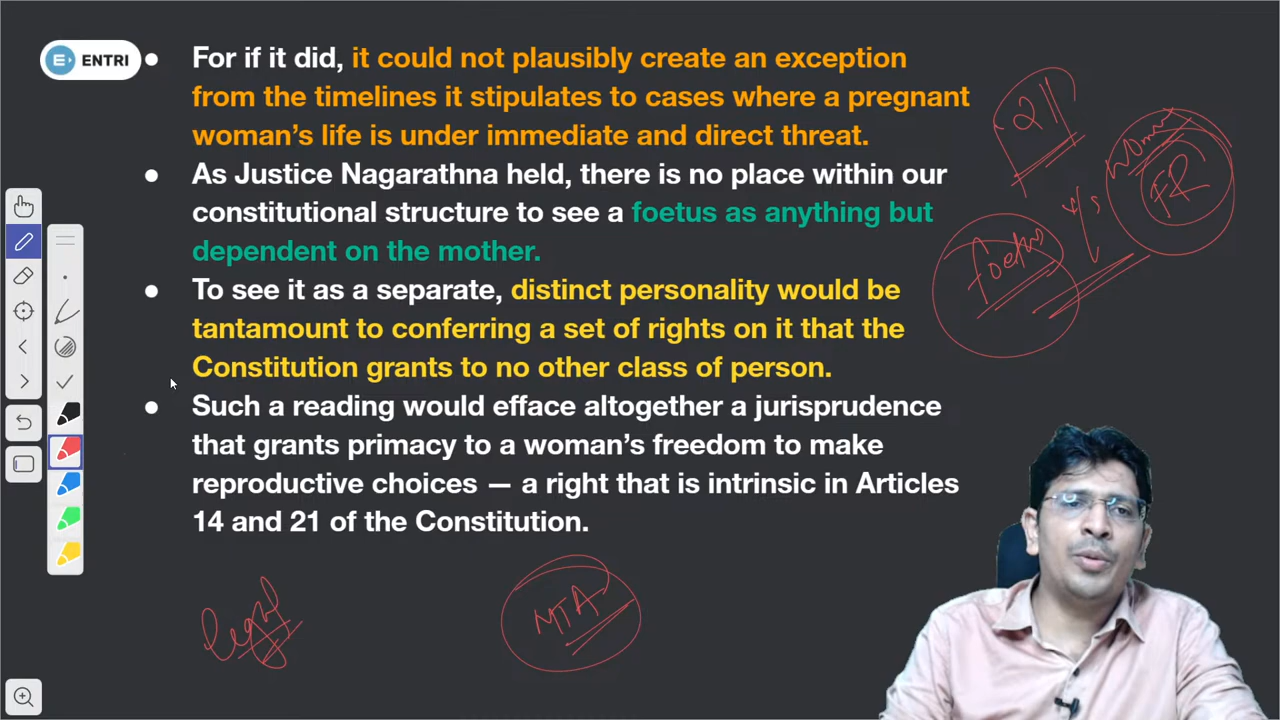 ENTRI
• For if it did, it could not plausibly create an exception
from the timelines it stipulates to cases where a pregnant
woman's life is under immediate and direct threat.
• As Justice Nagarathna held, there is no place within our
constitutional structure to see a foetus as anything but
dependent on the mother.
• To see it as a separate, distinct personality would be
tantamount to conferring a set of rights on it that the
Constitution grants to no other class of person.
• Such a reading would efface altogether a jurisprudence
that grants primacy to a woman's freedom to make
reproductive choices — a right that is intrinsic in Articles
14 and 21 of the Constitution.
women
FR
v/s
foetus
legal
MTA